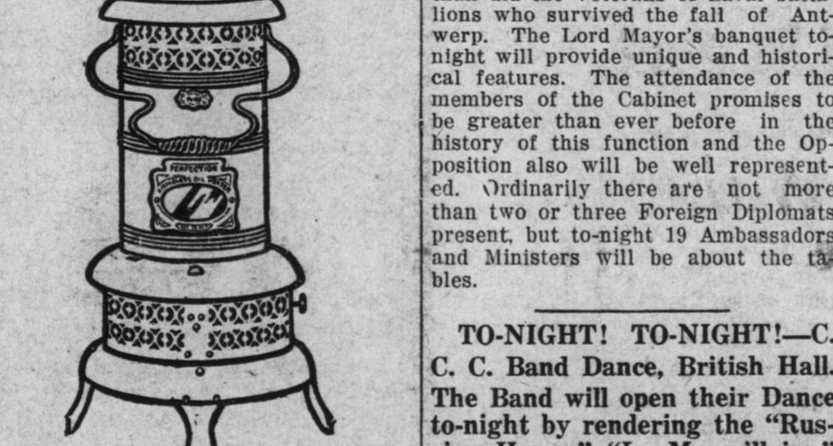 PERFECTION
lions who survived the fall of Ant-
werp. The Lord Mayor's banquet to-
night will provide unique and histori-
cal features. The attendance of the
members of the Cabinet promises to
be greater than ever before in the
history of this function and the Op-
position also will be well represent-
ed. Ordinarily there are not more
than two or three Foreign Diplomats
present, but to-night 19 Ambassadors
and Ministers will be about the ta-
bles.
TO-NIGHT! TO-NIGHT!—C.
C. C. Band Dance, British Hall.
The Band will open their Dance
to-night by rendering the "Rus-